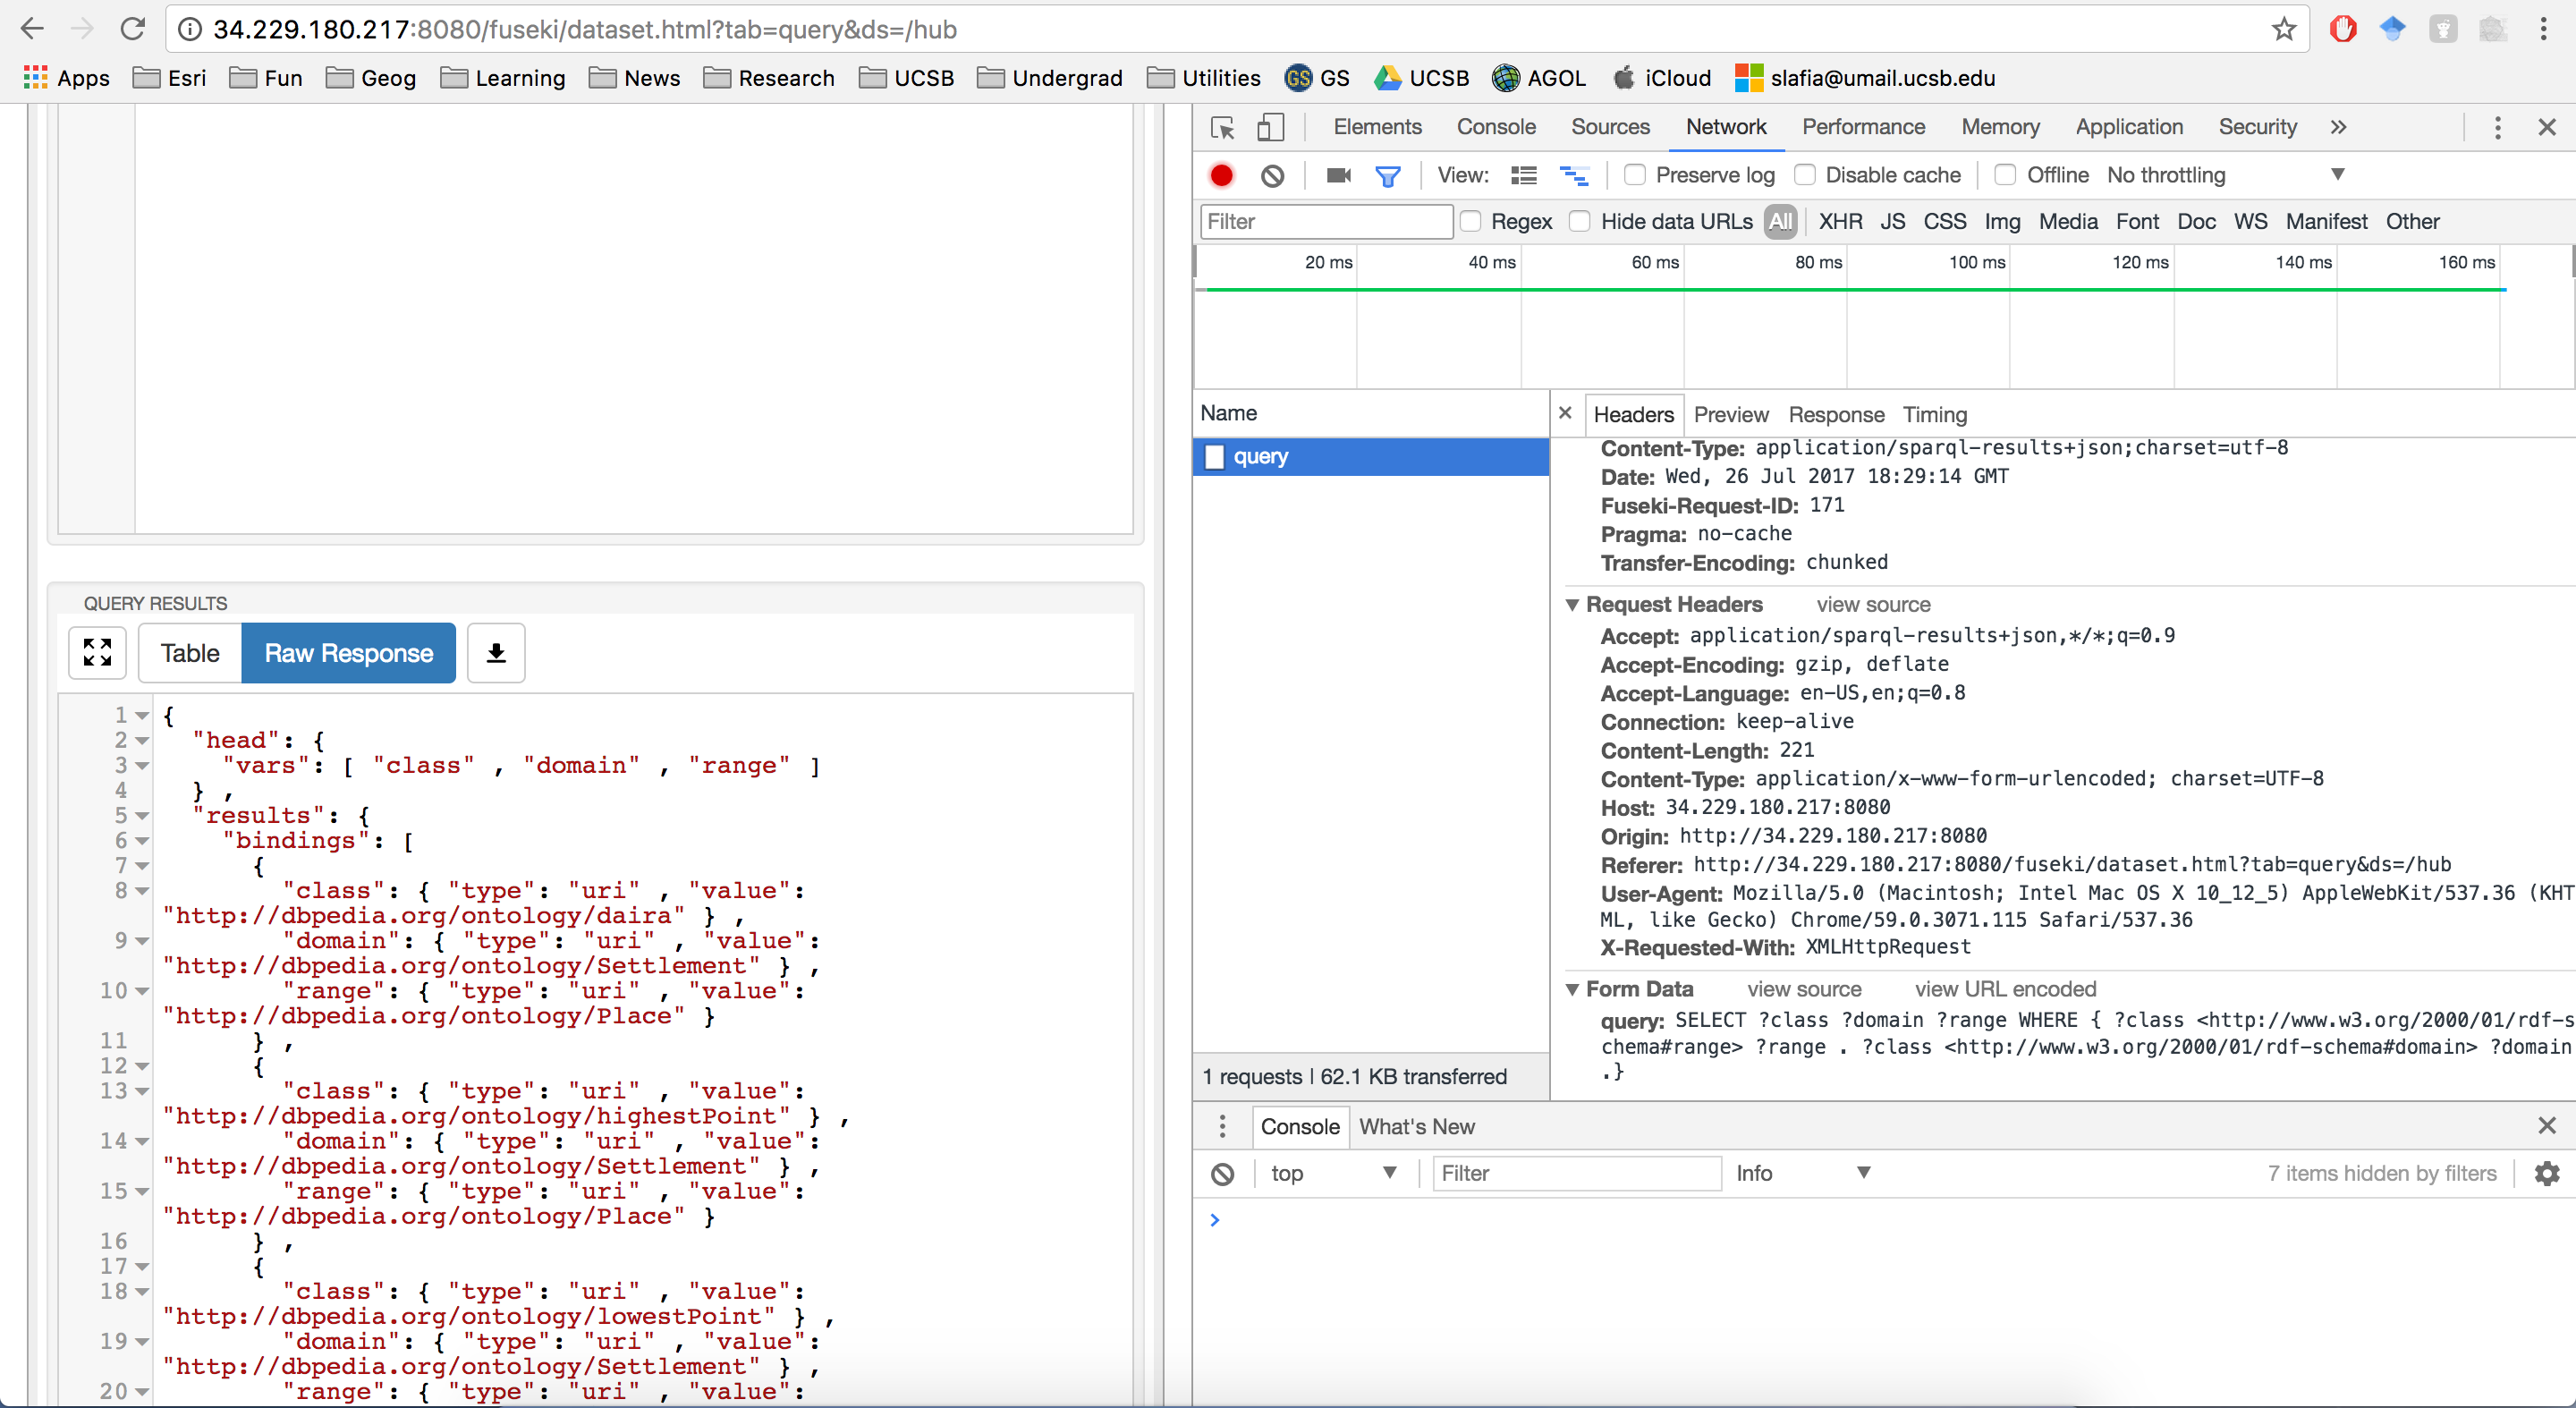 34.229.180.217:8080/fuseki/dataset.html?tab=query&ds=/hub
Apps Esri Fun Geog Learning News Research UCSB Undergrad Utilities GS GS UCSB AGOL iCloud slafia@umail.ucsb.edu
Elements Console Sources Network Performance Memory Application Security »
View: Preserve log Disable cache Offline No throttling
Filter Regex Hide data URLs All XHR JS CSS Img Media Font Doc WS Manifest Other
20 ms 40 ms 60 ms 80 ms 100 ms 120 ms 140 ms 160 ms
Name
query
1 requests | 62.1 KB transferred
× Headers Preview Response Timing
Content-Type: application/sparql-results+json;charset=utf-8
Date: Wed, 26 Jul 2017 18:29:14 GMT
Fuseki-Request-ID: 171
Pragma: no-cache
Transfer-Encoding: chunked
Request Headers view source
Accept: application/sparql-results+json,*/*;q=0.9
Accept-Encoding: gzip, deflate
Accept-Language: en-US,en;q=0.8
Connection: keep-alive
Content-Length: 221
Content-Type: application/x-www-form-urlencoded; charset=UTF-8
Host: 34.229.180.217:8080
Origin: http://34.229.180.217:8080
Referer: http://34.229.180.217:8080/fuseki/dataset.html?tab=query&ds=/hub
User-Agent: Mozilla/5.0 (Macintosh; Intel Mac OS X 10_12_5) AppleWebKit/537.36 (KHT
ML, like Gecko) Chrome/59.0.3071.115 Safari/537.36
X-Requested-With: XMLHttpRequest
Form Data view source view URL encoded
query: SELECT ?class ?domain ?range WHERE { ?class <http://www.w3.org/2000/01/rdf-s
chema#range> ?range . ?class <http://www.w3.org/2000/01/rdf-schema#domain> ?domain
.}
Console What's New
top Filter Info 7 items hidden by filters
>
QUERY RESULTS
Table Raw Response
1 {
2 "head": {
3 "vars": [ "class" , "domain" , "range" ]
4 } ,
5 "results": {
6 "bindings": [
7 {
8 "class": { "type": "uri" , "value":
"http://dbpedia.org/ontology/daira" } ,
9 "domain": { "type": "uri" , "value":
"http://dbpedia.org/ontology/Settlement" } ,
10 "range": { "type": "uri" , "value":
"http://dbpedia.org/ontology/Place" }
11 } ,
12 {
13 "class": { "type": "uri" , "value":
"http://dbpedia.org/ontology/highestPoint" } ,
14 "domain": { "type": "uri" , "value":
"http://dbpedia.org/ontology/Settlement" } ,
15 "range": { "type": "uri" , "value":
"http://dbpedia.org/ontology/Place" }
16 } ,
17 {
18 "class": { "type": "uri" , "value":
"http://dbpedia.org/ontology/lowestPoint" } ,
19 "domain": { "type": "uri" , "value":
"http://dbpedia.org/ontology/Settlement" } ,
20 "range": { "type": "uri" , "value":